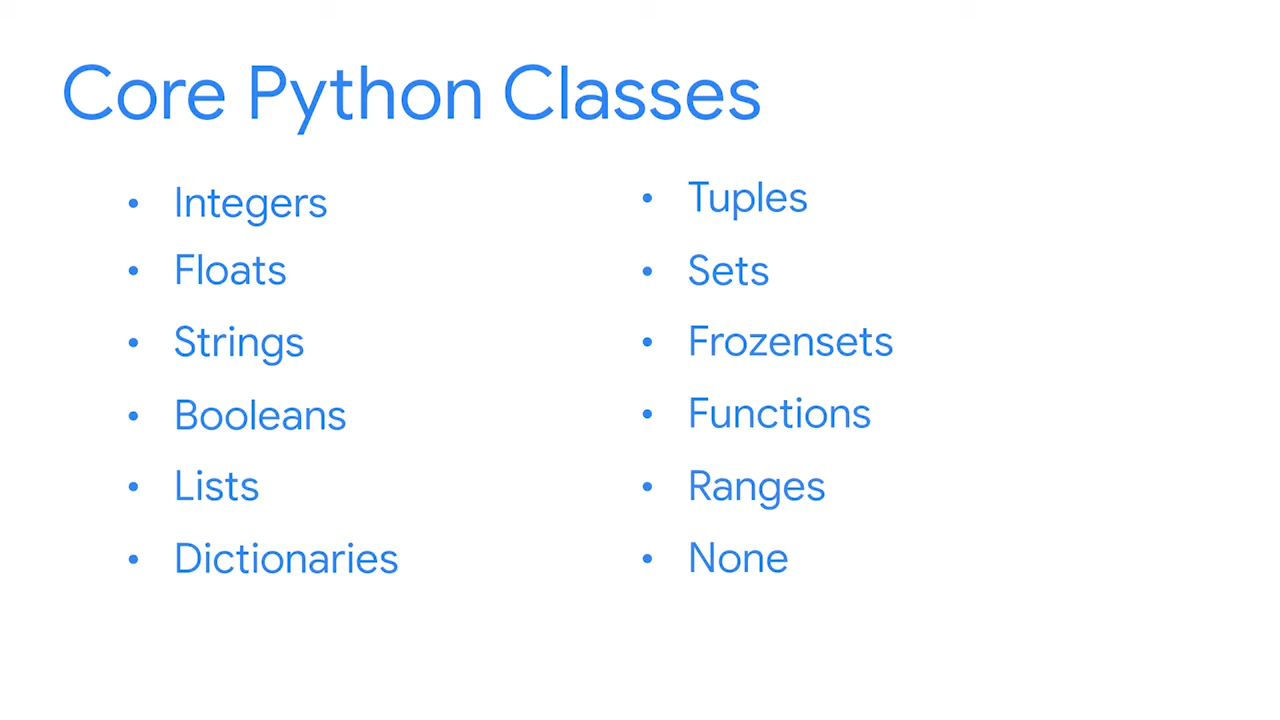 Core Python Classes
• Integers
• Floats
• Strings
• Booleans
• Lists
• Dictionaries
• Tuples
• Sets
• Frozensets
• Functions
• Ranges
• None